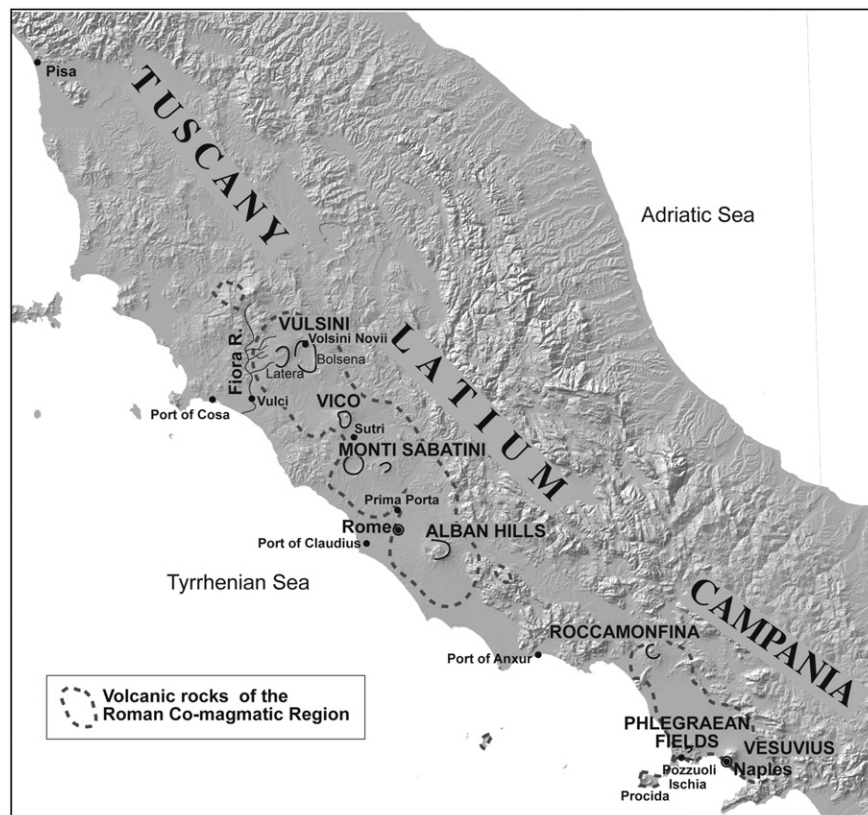 Pisa
TUSCANY
Adriatic Sea
VULSINI
Volsini Novii
Bolsena
Latera
Fiora R.
LATIUM
VICO
Port of Cosa
Vulci
Sutri
MONTI SABATINI
Prima Porta
Rome
ALBAN HILLS
Port of Claudius
Tyrrhenian Sea
CAMPANIA
ROCCAMONFINA
Port of Anxur
Volcanic rocks of the
Roman Co-magmatic Region
PHLEGRAEAN
FIELDS
VESUVIUS
Naples
Pozzuoli
Ischia
Procida